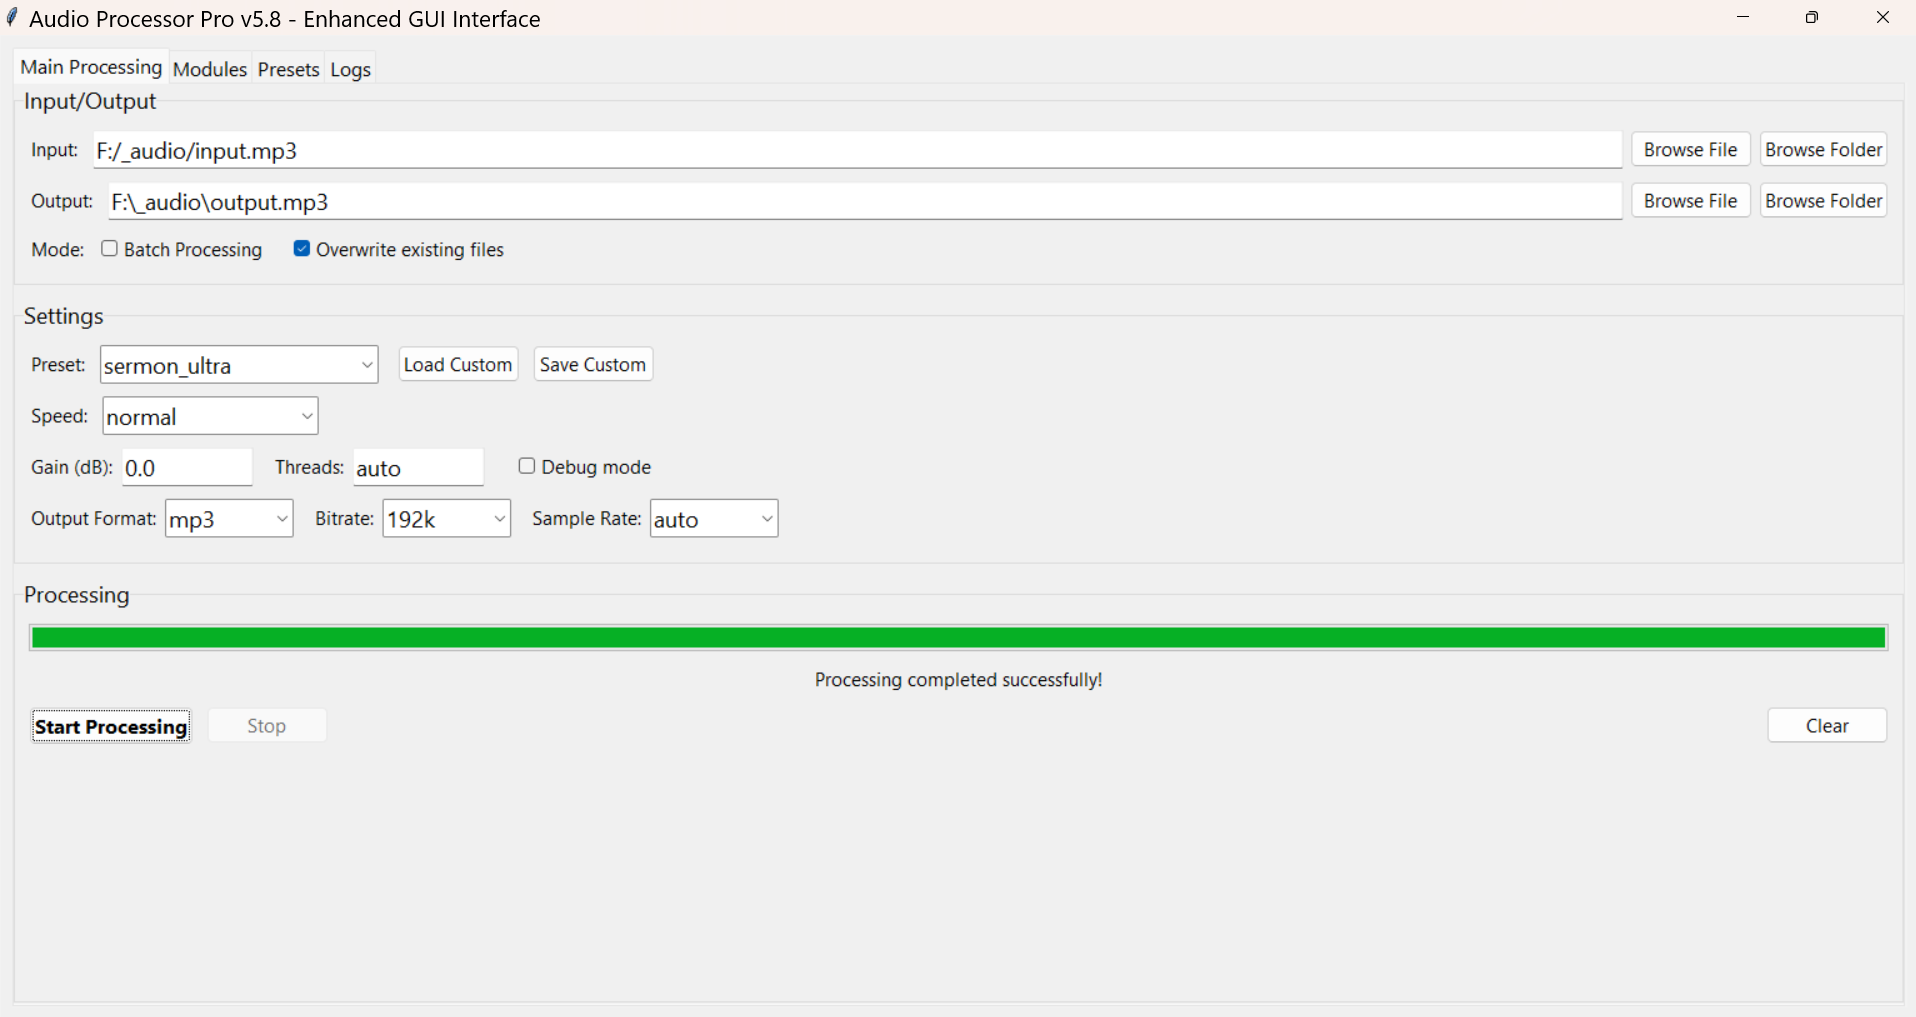 Audio Processor Pro v5.8 - Enhanced GUI Interface
Main Processing Modules Presets Logs
Input/Output
Input: F:/_audio/input.mp3 Browse File Browse Folder
Output: F:\_audio\output.mp3 Browse File Browse Folder
Mode: Batch Processing Overwrite existing files
Settings
Preset: sermon_ultra Load Custom Save Custom
Speed: normal
Gain (dB): 0.0 Threads: auto Debug mode
Output Format: mp3 Bitrate: 192k Sample Rate: auto
Processing
Processing completed successfully!
Start Processing Stop Clear